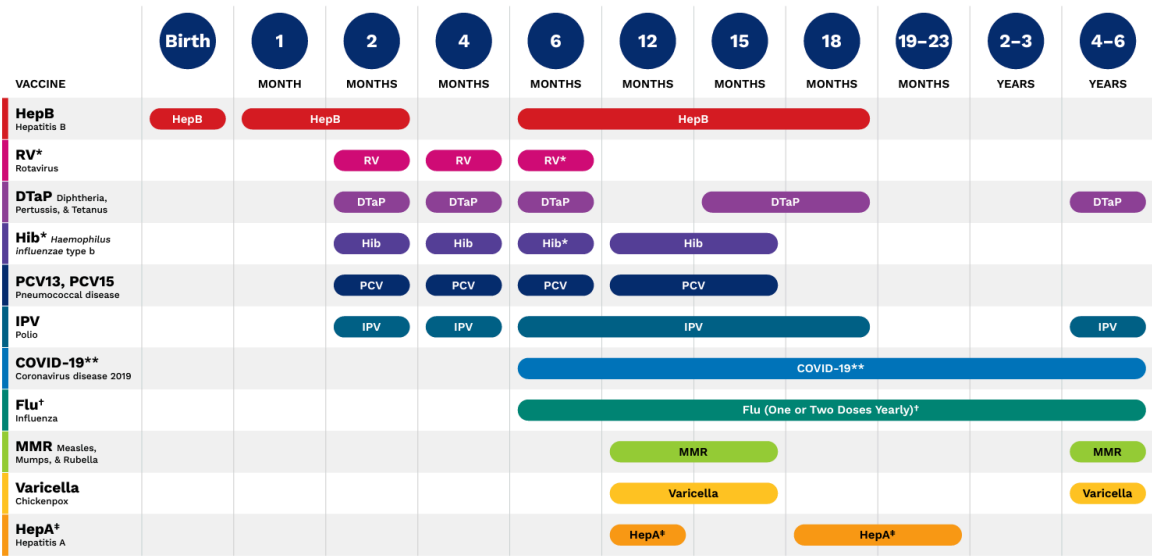 Birth 1 2 4 6 12 15 18 19–23 2–3 4–6
VACCINE MONTH MONTHS MONTHS MONTHS MONTHS MONTHS MONTHS MONTHS YEARS YEARS
HepB
Hepatitis B
HepB HepB HepB
RV*
Rotavirus
RV RV RV*
DTaP Diphtheria,
Pertussis, & Tetanus
DTaP DTaP DTaP DTaP DTaP
Hib* Haemophilus
influenzae type b
Hib Hib Hib* Hib
PCV13, PCV15
Pneumococcal disease
PCV PCV PCV PCV
IPV
Polio
IPV IPV IPV IPV
COVID-19**
Coronavirus disease 2019
COVID-19**
Flu†
Influenza
Flu (One or Two Doses Yearly)†
MMR Measles,
Mumps, & Rubella
MMR MMR
Varicella
Chickenpox
Varicella Varicella
HepA‡
Hepatitis A
HepA‡ HepA‡